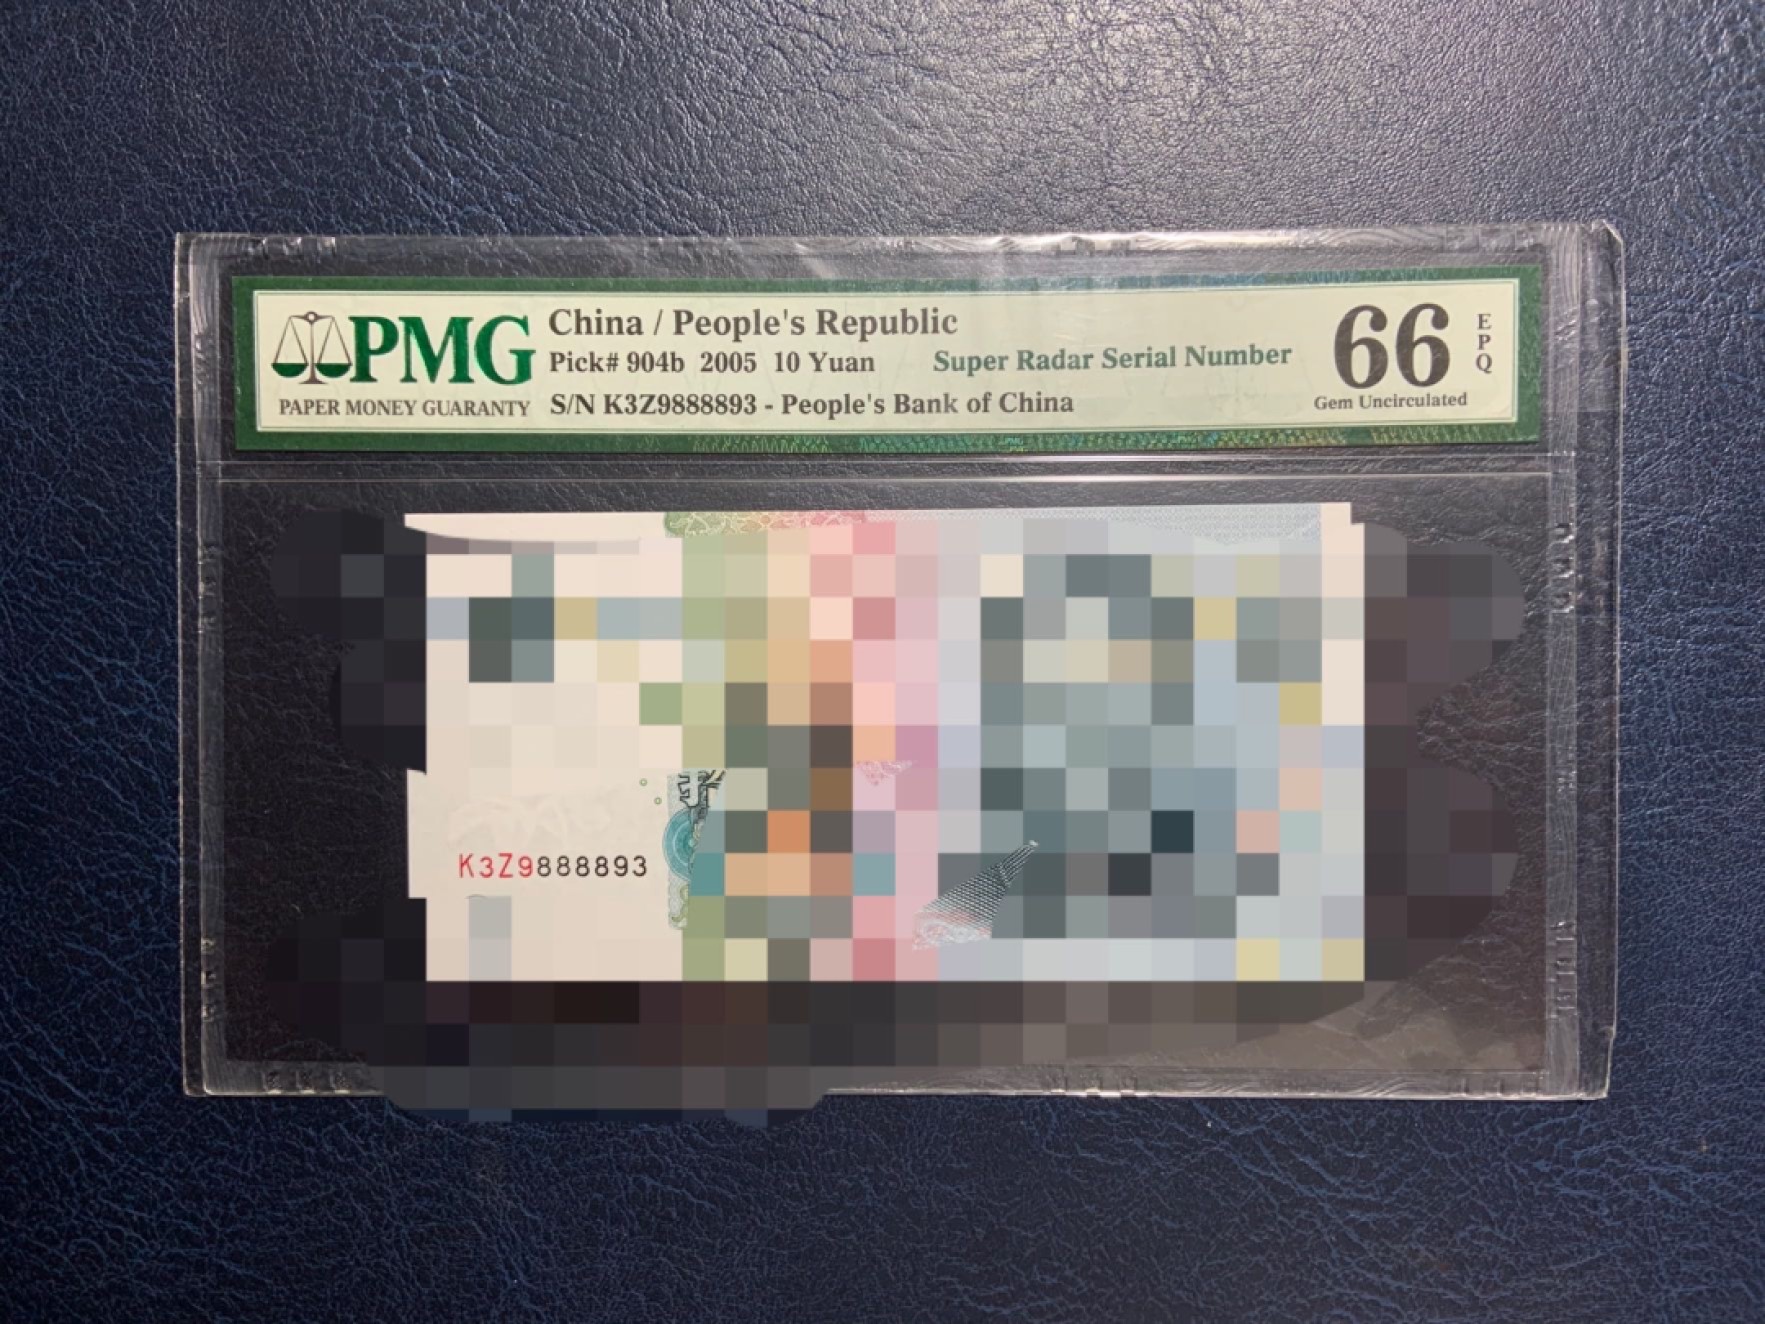 PMG
PAPER MONEY GUARANTY
China / People's Republic
Pick# 904b 2005 10 Yuan Super Radar Serial Number
S/N K3Z9888893 - People's Bank of China
66 EPQ
Gem Uncirculated
K3Z9888893